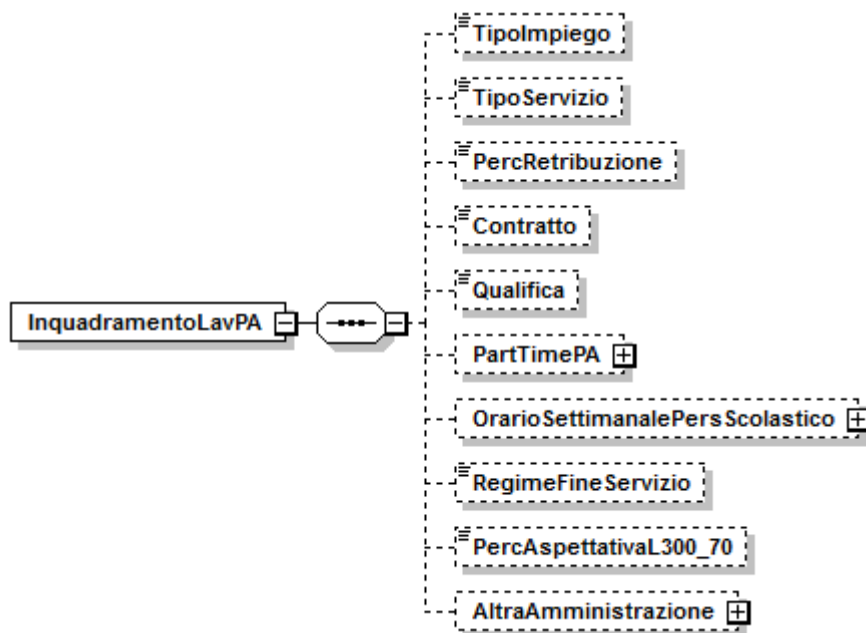 TipoImpiego
TipoServizio
PercRetribuzione
Contratto
Qualifica
InquadramentoLavPA
PartTimePA
OrarioSettimanalePersScolastico
RegimeFineServizio
PercAspettativaL300_70
AltraAmministrazione